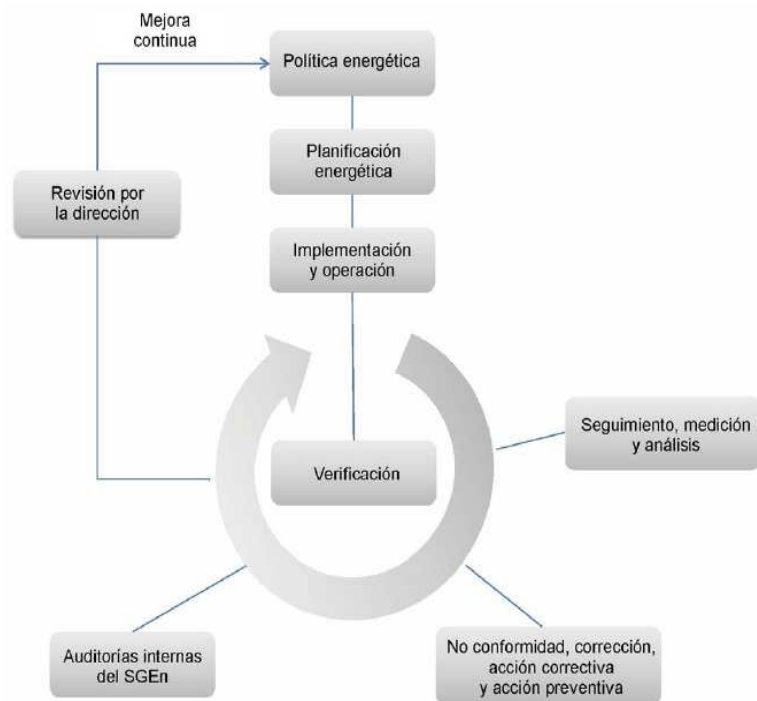 Mejora
continua
Política energética
Planificación
energética
Revisión por
la dirección
Implementación
y operación
Seguimiento, medición
y análisis
Verificación
Auditorías internas
del SGEn
No conformidad, corrección,
acción correctiva
y acción preventiva